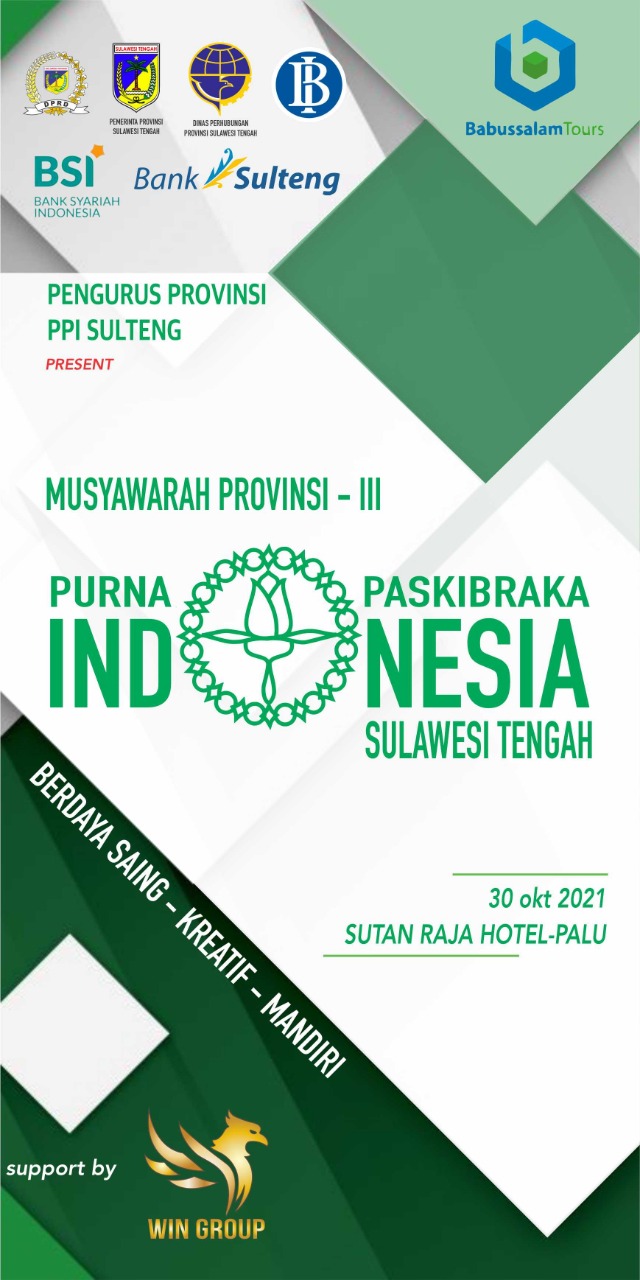 DPRD
SULAWESI TENGAH
PEMERINTA PROVINSI
SULAWESI TENGAH
DINAS PERHUBUNGAN
PROVINSI SULAWESI TENGAH
BabussalamTours
BSI
BANK SYARIAH
INDONESIA
Bank Sulteng
PENGURUS PROVINSI
PPI SULTENG
PRESENT
MUSYAWARAH PROVINSI - III
PURNA PASKIBRAKA
INDONESIA
SULAWESI TENGAH
BERDAYA SAING - KREATIF - MANDIRI
30 okt 2021
SUTAN RAJA HOTEL-PALU
support by
WIN GROUP